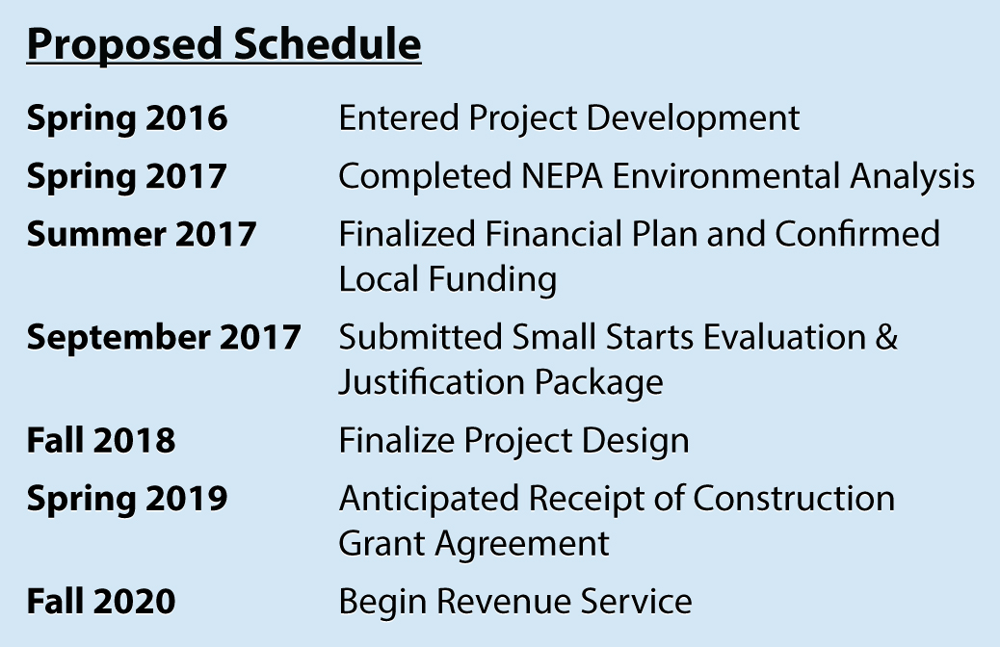 Proposed Schedule
Spring 2016 Entered Project Development
Spring 2017 Completed NEPA Environmental Analysis
Summer 2017 Finalized Financial Plan and Confirmed
Local Funding
September 2017 Submitted Small Starts Evaluation &
Justification Package
Fall 2018 Finalize Project Design
Spring 2019 Anticipated Receipt of Construction
Grant Agreement
Fall 2020 Begin Revenue Service